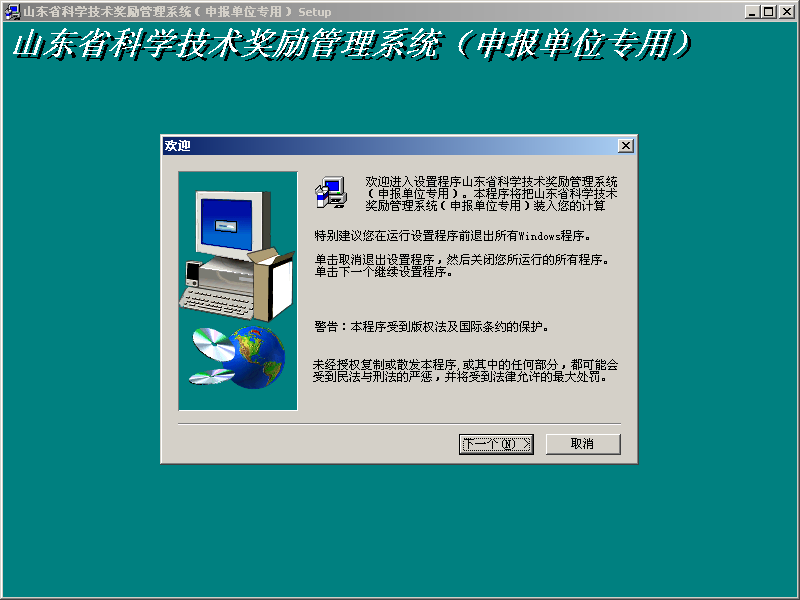 山东省科学技术奖励管理系统（申报单位专用）Setup
山东省科学技术奖励管理系统（申报单位专用）
欢迎
欢迎进入设置程序山东省科学技术奖励管理系统
（申报单位专用）。本程序将把山东省科学技术
奖励管理系统（申报单位专用）装入您的计算
特别建议您在运行设置程序前退出所有Windows程序。
单击取消退出设置程序，然后关闭您所运行的所有程序。
单击下一个继续设置程序。
警告：本程序受到版权法及国际条约的保护。
未经授权复制或散发本程序,或其中的任何部分，都可能会
受到民法与刑法的严惩，并将受到法律允许的最大处罚。
下一个(N) >
取消